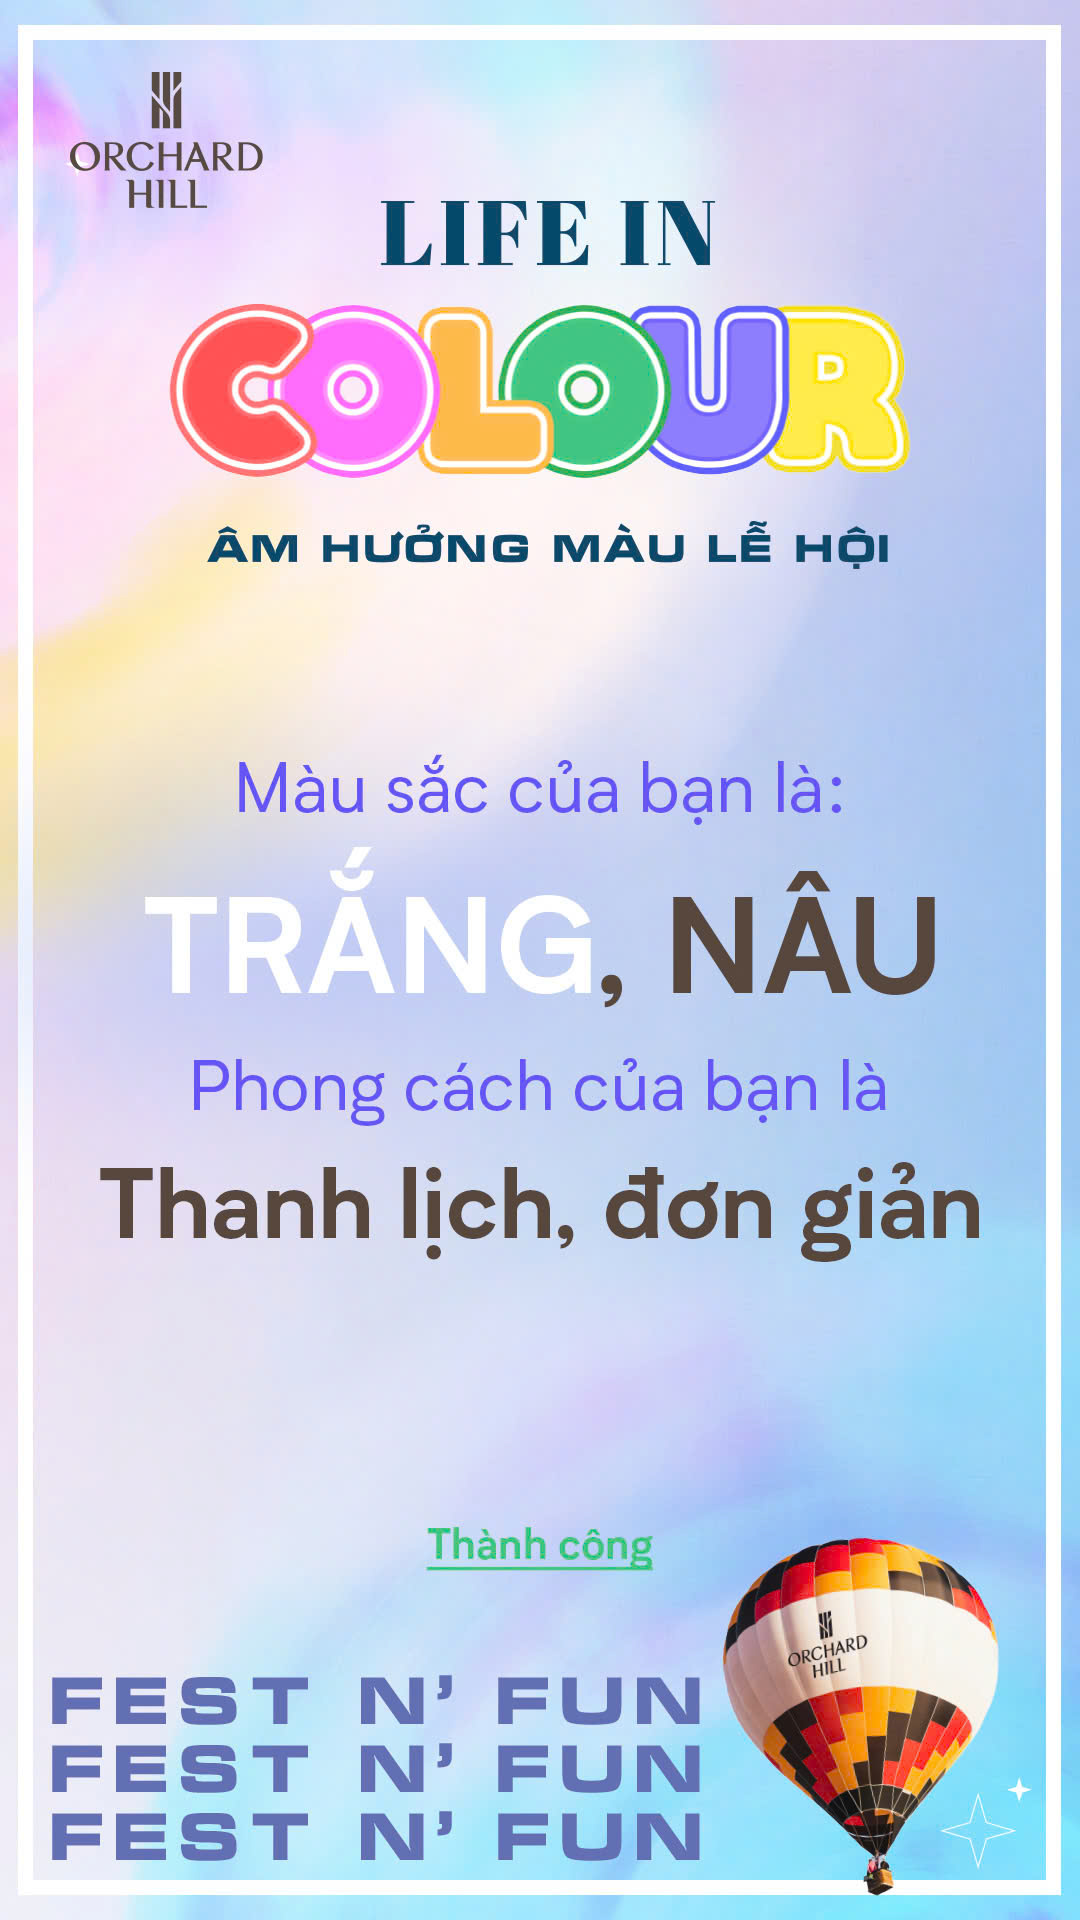 ORCHARD
HILL
LIFE IN
COLOUR
ÂM HƯỞNG MÀU LỄ HỘI
Màu sắc của bạn là:
TRẮNG, NÂU
Phong cách của bạn là
Thanh lịch, đơn giản
Thành công
ORCHARD
HILL
FEST N’ FUN
FEST N’ FUN
FEST N’ FUN